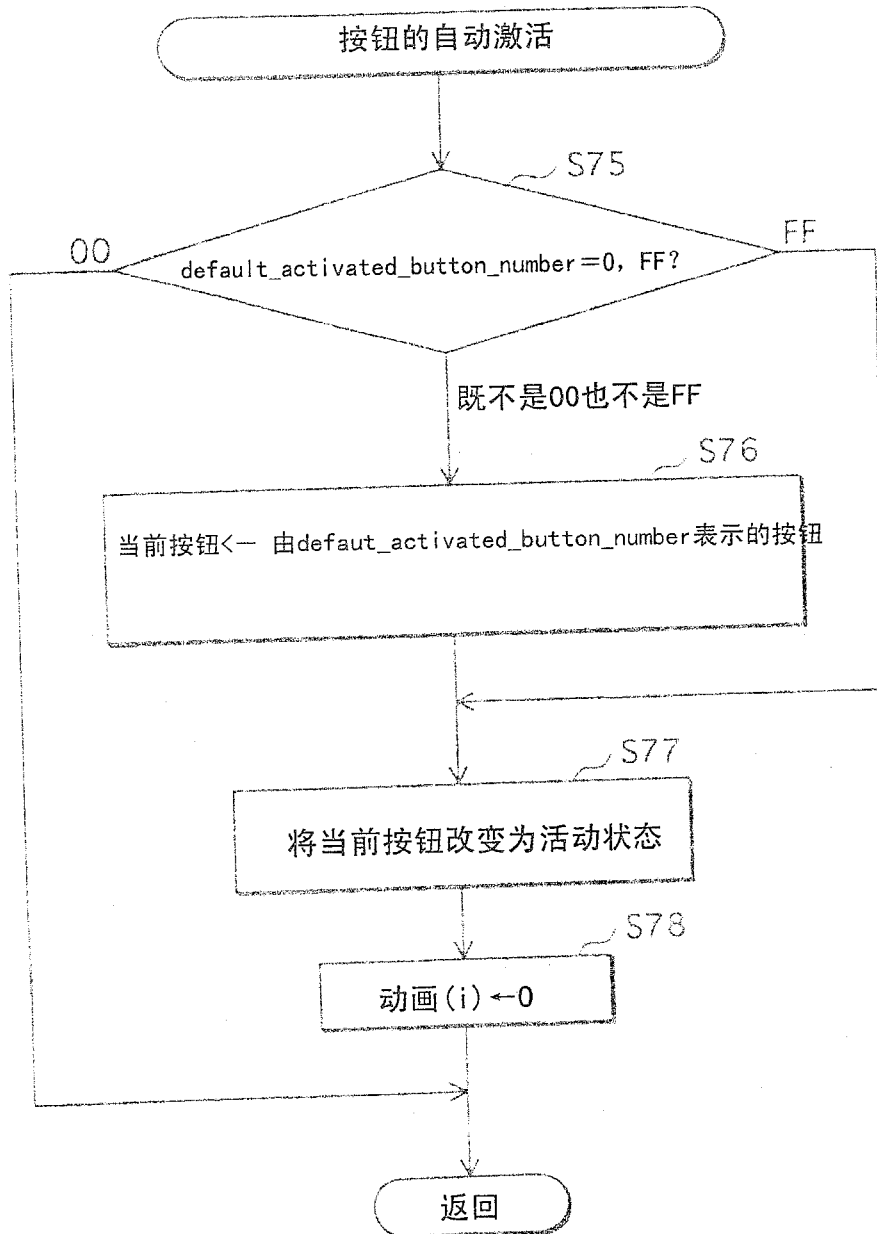 按钮的自动激活
S75
00
FF
default_activated_button_number=0, FF?
既不是00也不是FF
S76
当前按钮<— 由defaut_activated_button_number表示的按钮
S77
将当前按钮改变为活动状态
S78
动画(i)←0
返回